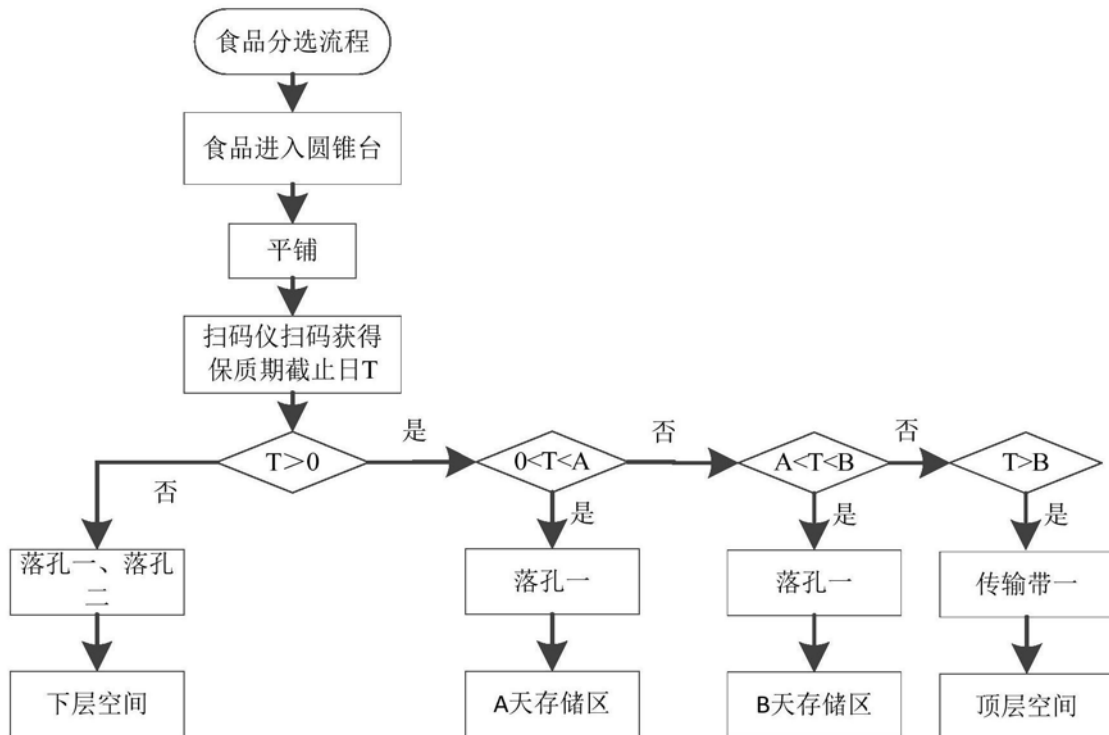 食品分选流程
食品进入圆锥台
平铺
扫码仪扫码获得
保质期截止日T
T>0
是
0<T<A
否
A<T<B
否
T>B
否
是
是
是
落孔一、落孔
二
落孔一
落孔一
传输带一
下层空间
A天存储区
B天存储区
顶层空间